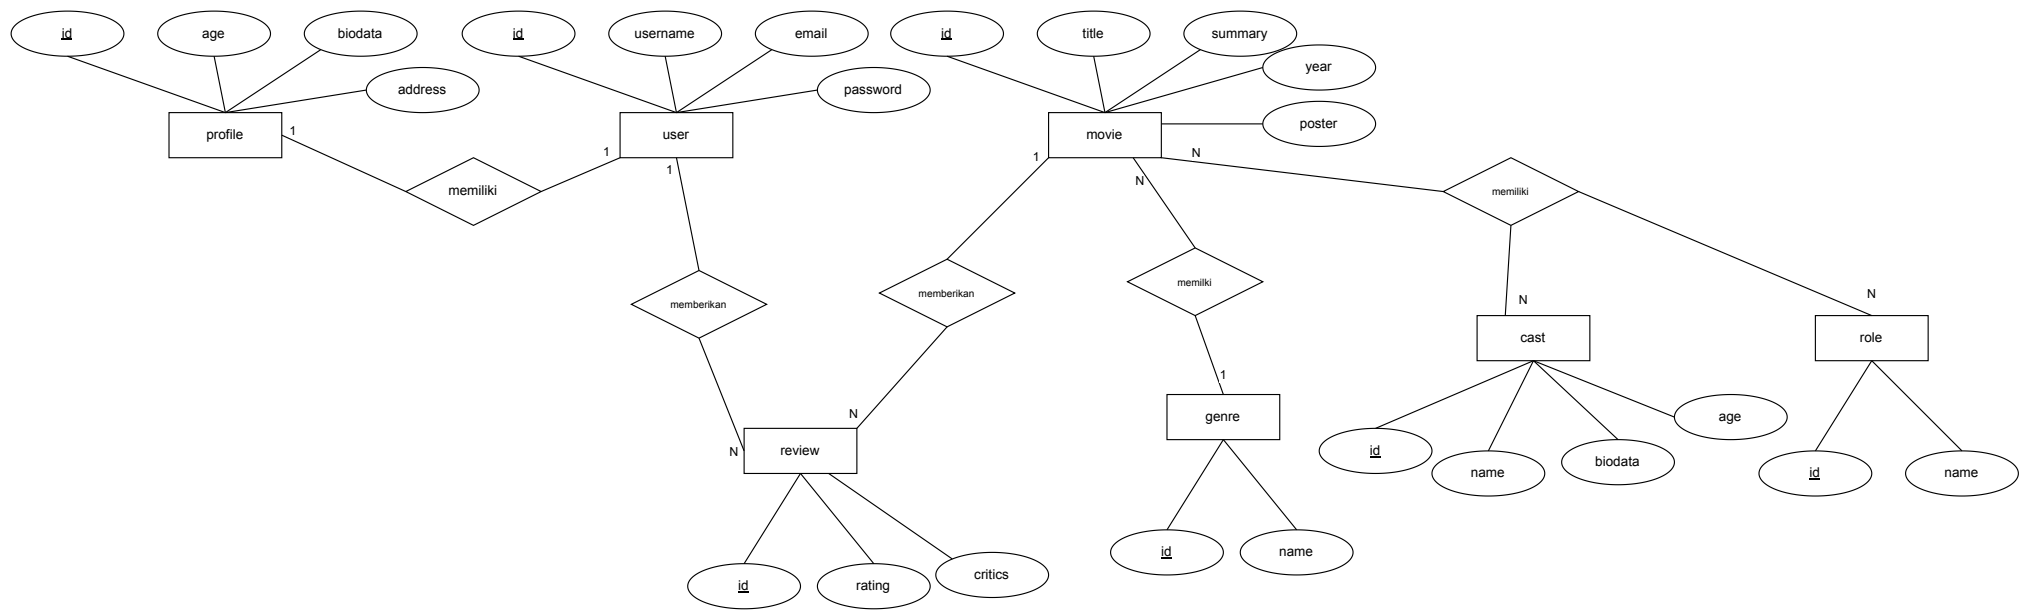 id
age
biodata
id
username
email
id
title
summary
year
address
password
poster
profile
1
user
movie
1
1
1
N
N
memiliki
memiliki
memberikan
memberikan
memilki
N
N
cast
role
1
genre
age
N
N
review
id
name
biodata
id
name
id
name
id
rating
critics